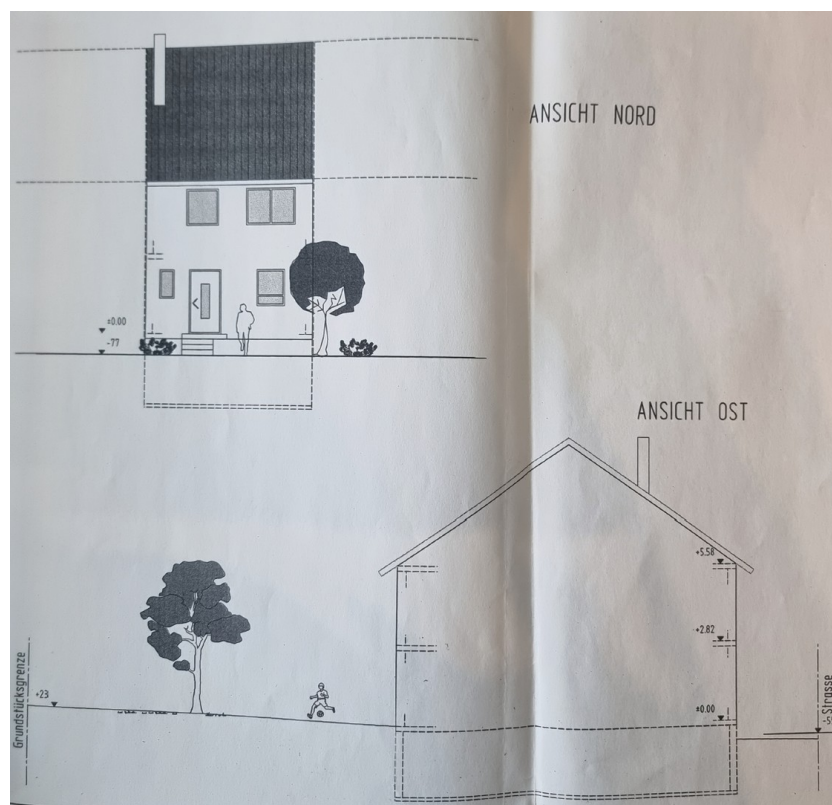 ANSICHT NORD
±0.00
-77
ANSICHT OST
+5.58
+2.82
±0.00
+23
Grundstücksgrenze
Strasse